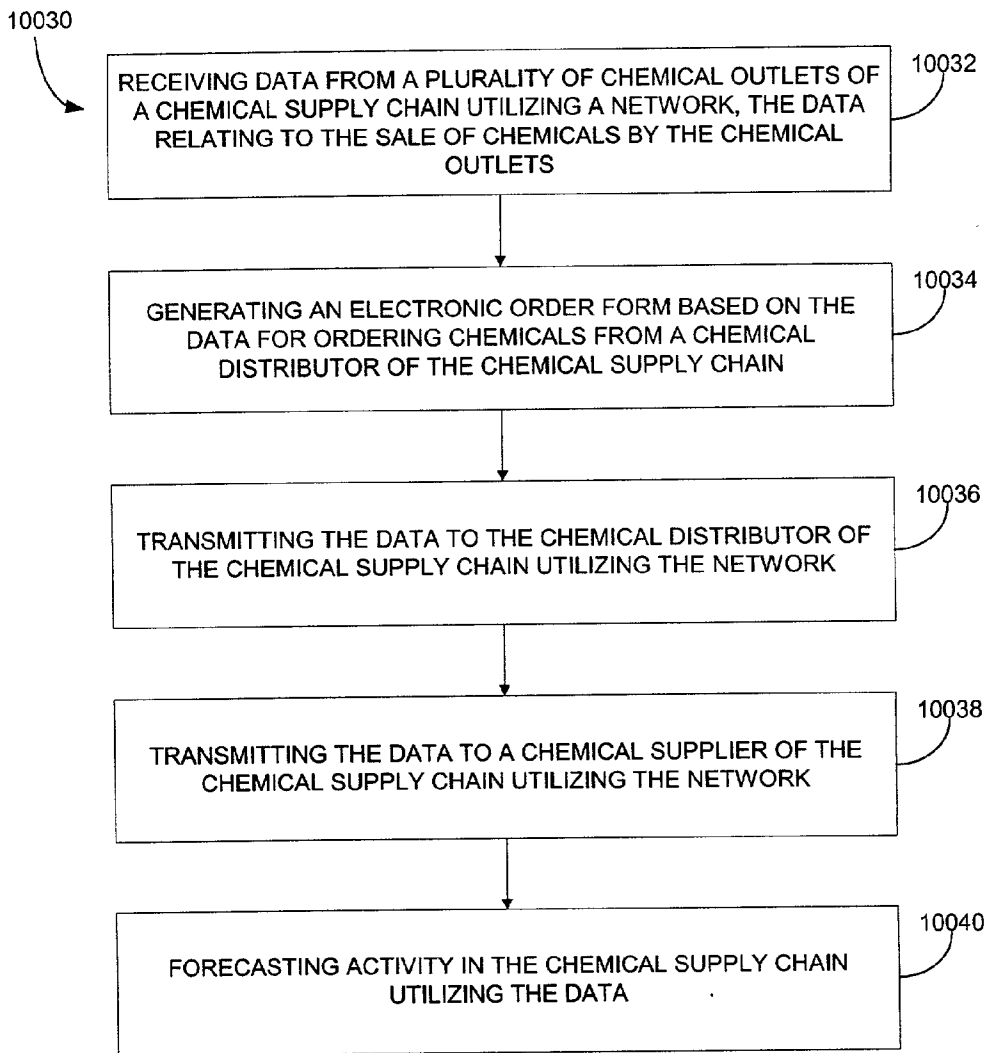 10030
RECEIVING DATA FROM A PLURALITY OF CHEMICAL OUTLETS OF
A CHEMICAL SUPPLY CHAIN UTILIZING A NETWORK, THE DATA
RELATING TO THE SALE OF CHEMICALS BY THE CHEMICAL
OUTLETS
10032
GENERATING AN ELECTRONIC ORDER FORM BASED ON THE
DATA FOR ORDERING CHEMICALS FROM A CHEMICAL
DISTRIBUTOR OF THE CHEMICAL SUPPLY CHAIN
10034
TRANSMITTING THE DATA TO THE CHEMICAL DISTRIBUTOR OF
THE CHEMICAL SUPPLY CHAIN UTILIZING THE NETWORK
10036
TRANSMITTING THE DATA TO A CHEMICAL SUPPLIER OF THE
CHEMICAL SUPPLY CHAIN UTILIZING THE NETWORK
10038
FORECASTING ACTIVITY IN THE CHEMICAL SUPPLY CHAIN
UTILIZING THE DATA
10040